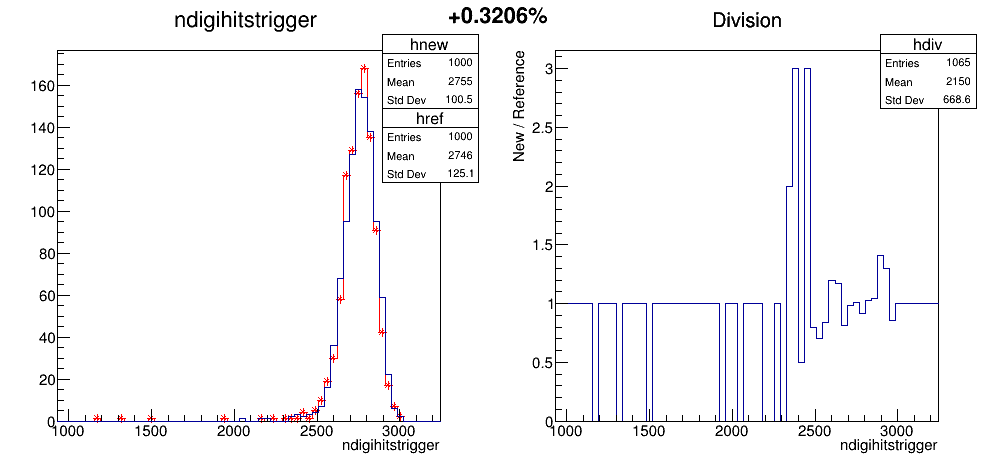 +0.3206%
ndigihitstrigger
hnew
Entries 1000
Mean 2755
Std Dev 100.5
href
Entries 1000
Mean 2746
Std Dev 125.1
160
140
120
100
80
60
40
20
0
1000 1500 2000 2500 3000
ndigihitstrigger
Division
hdiv
Entries 1065
Mean 2150
Std Dev 668.6
New / Reference
3
2.5
2
1.5
1
0.5
0
1000 1500 2000 2500 3000
ndigihitstrigger